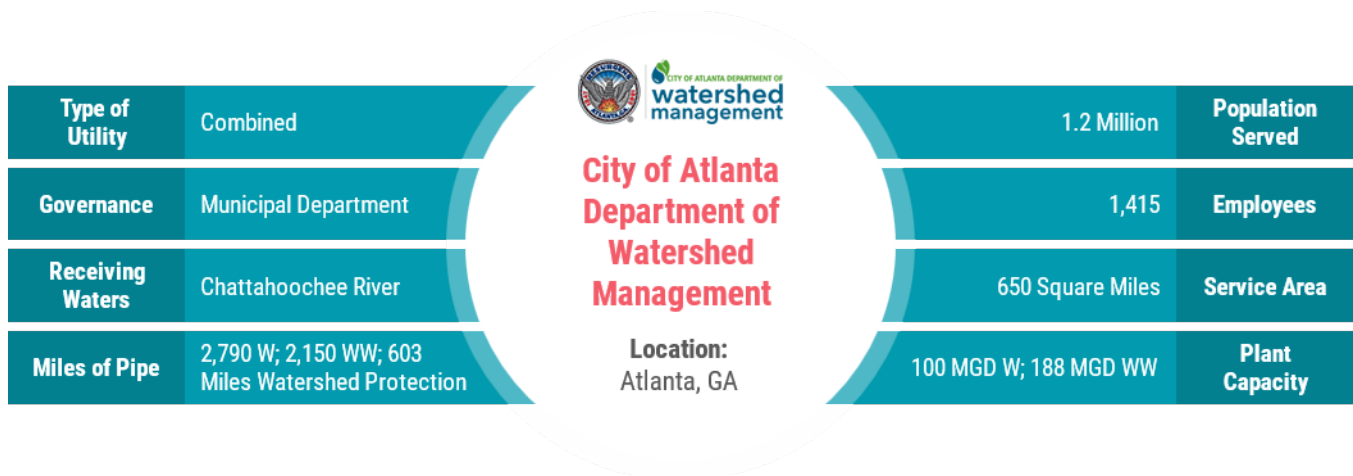 RESURGENS
ATLANTA, GA.
CITY OF ATLANTA DEPARTMENT OF
watershed
management
City of Atlanta
Department of
Watershed
Management
Location:
Atlanta, GA
Type of
Utility
Combined
Governance
Municipal Department
Receiving
Waters
Chattahoochee River
Miles of Pipe
2,790 W; 2,150 WW; 603
Miles Watershed Protection
1.2 Million
Population
Served
1,415
Employees
650 Square Miles
Service Area
100 MGD W; 188 MGD WW
Plant
Capacity